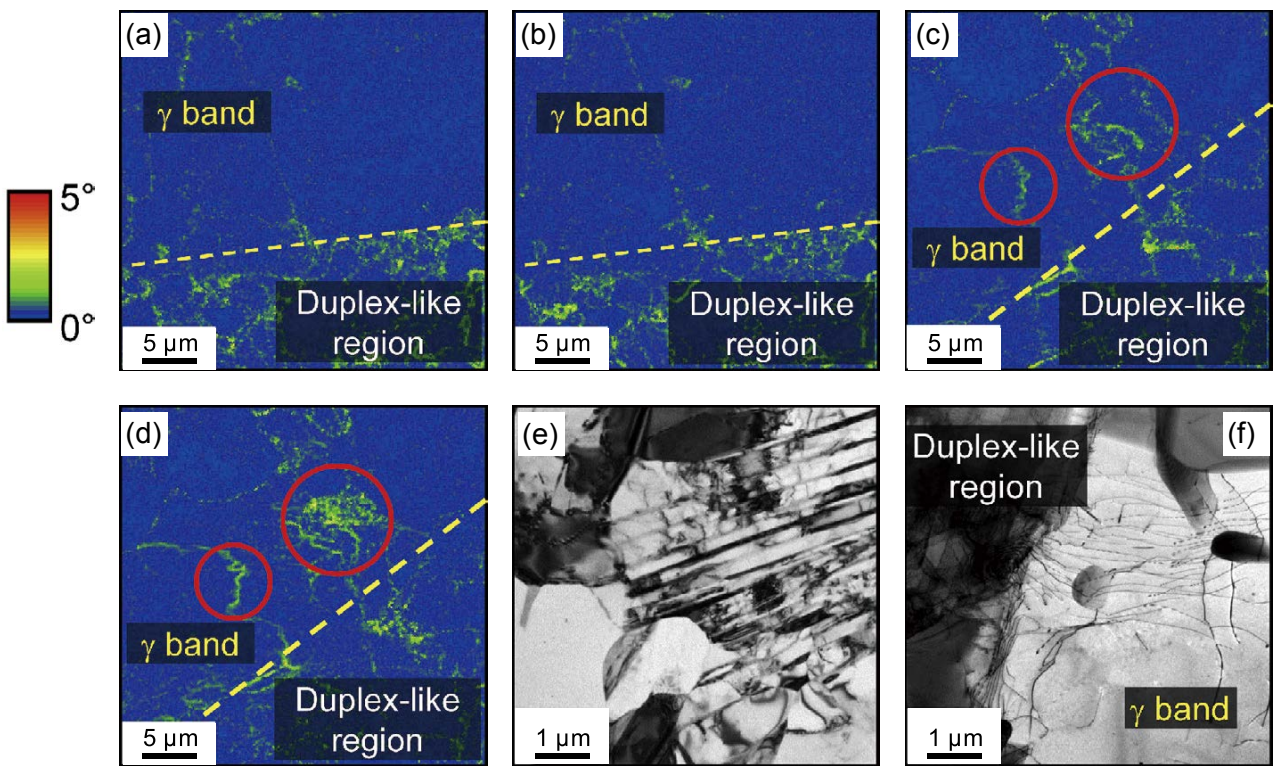 (a)
γ band
Duplex-like
region
5 μm
(b)
γ band
Duplex-like
region
5 μm
(c)
γ band
Duplex-like
region
5 μm
5°
0°
(d)
γ band
Duplex-like
region
5 μm
(e)
1 μm
(f)
Duplex-like
region
γ band
1 μm